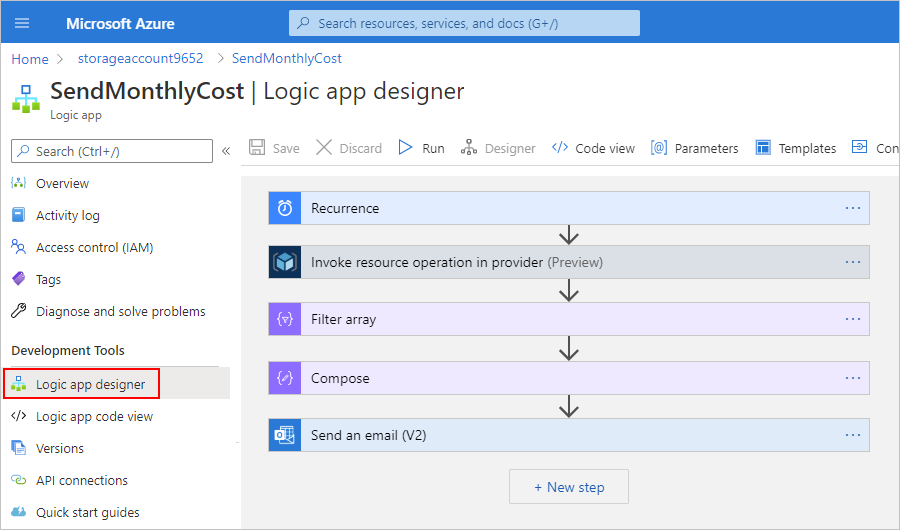 Microsoft Azure
Search resources, services, and docs (G+/)
Home > storageaccount9652 > SendMonthlyCost
SendMonthlyCost | Logic app designer
Logic app
Search (Ctrl+/)
«
Save
Discard
Run
Designer
Code view
Parameters
Templates
Con
Overview
Activity log
Access control (IAM)
Tags
Diagnose and solve problems
Development Tools
Logic app designer
Logic app code view
Versions
API connections
Quick start guides
Recurrence
Invoke resource operation in provider (Preview)
Filter array
Compose
Send an email (V2)
+ New step